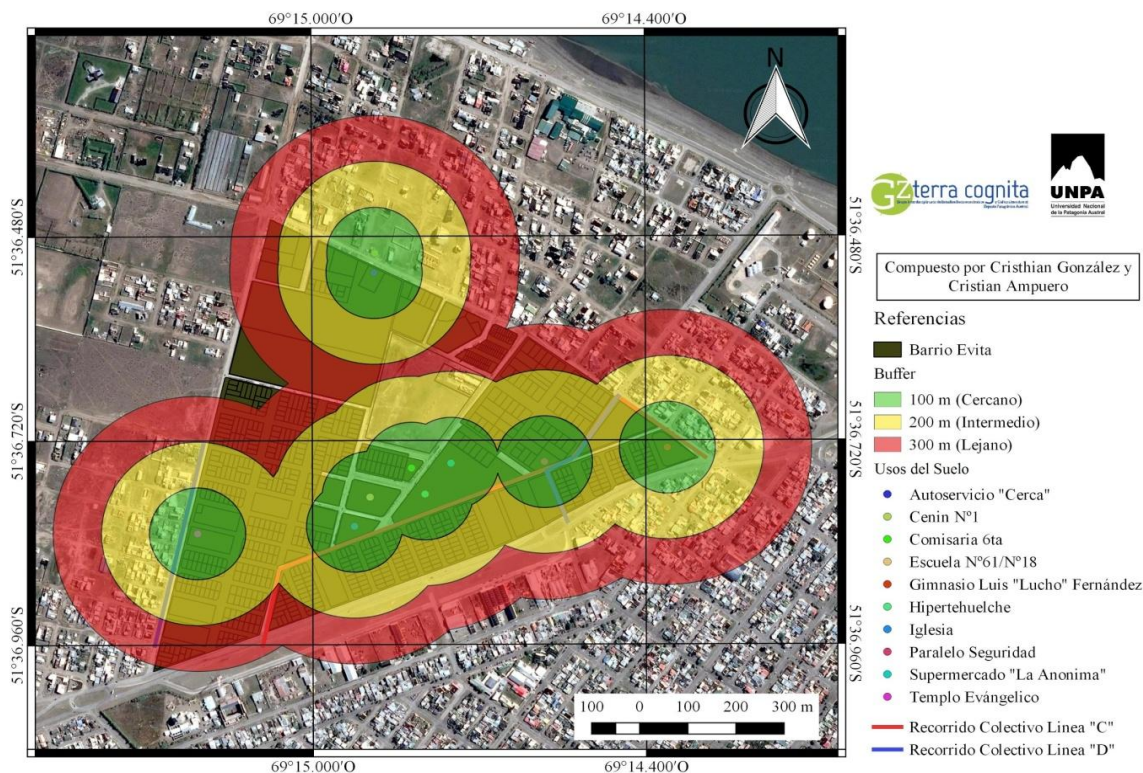 69°15.000'O
69°14.400'O
N
51°36.480'S
51°36.480'S
51°36.720'S
51°36.720'S
51°36.960'S
51°36.960'S
100 0 100 200 300 m
69°15.000'O
69°14.400'O
GZ terra cognita
UNPA
Universidad Nacional
de la Patagonia Austral
Compuesto por Cristhian González y
Cristian Ampuero
Referencias
Barrio Evita
Buffer
100 m (Cercano)
200 m (Intermedio)
300 m (Lejano)
Usos del Suelo
Autoservicio "Cerca"
Cenin Nº1
Comisaria 6ta
Escuela Nº61/Nº18
Gimnasio Luis "Lucho" Fernández
Hipertehuelche
Iglesia
Paralelo Seguridad
Supermercado "La Anonima"
Templo Evángelico
Recorrido Colectivo Linea "C"
Recorrido Colectivo Linea "D"